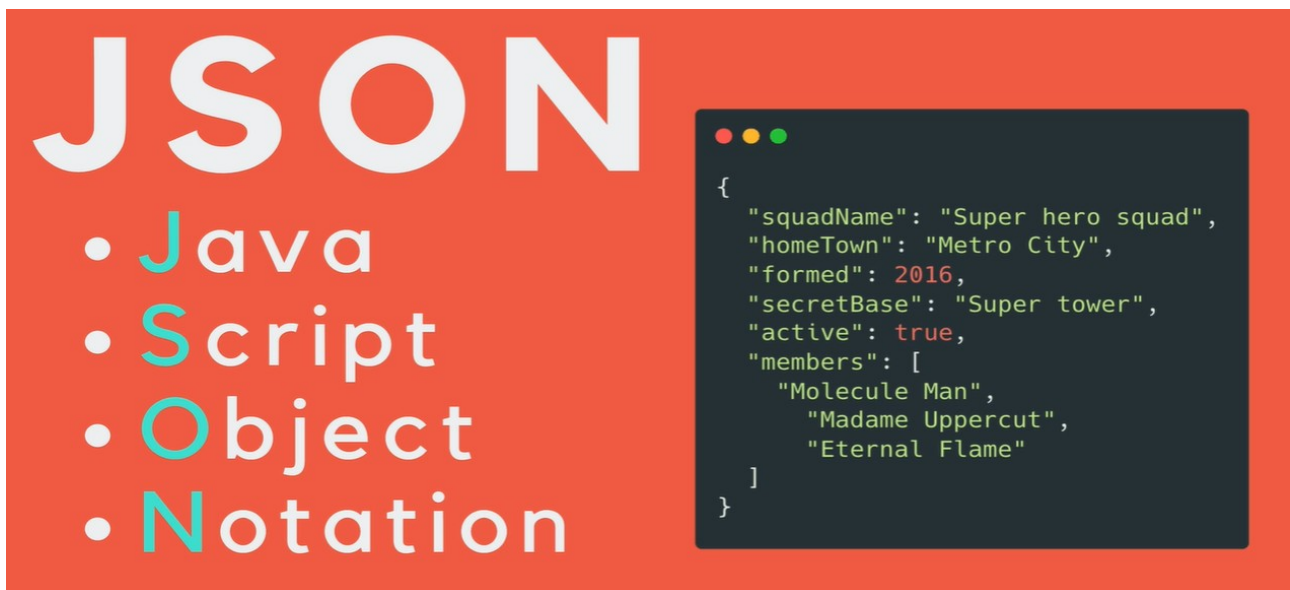 JSON
• Java
• Script
• Object
• Notation
{
  "squadName": "Super hero squad",
  "homeTown": "Metro City",
  "formed": 2016,
  "secretBase": "Super tower",
  "active": true,
  "members": [
    "Molecule Man",
      "Madame Uppercut",
      "Eternal Flame"
  ]
}